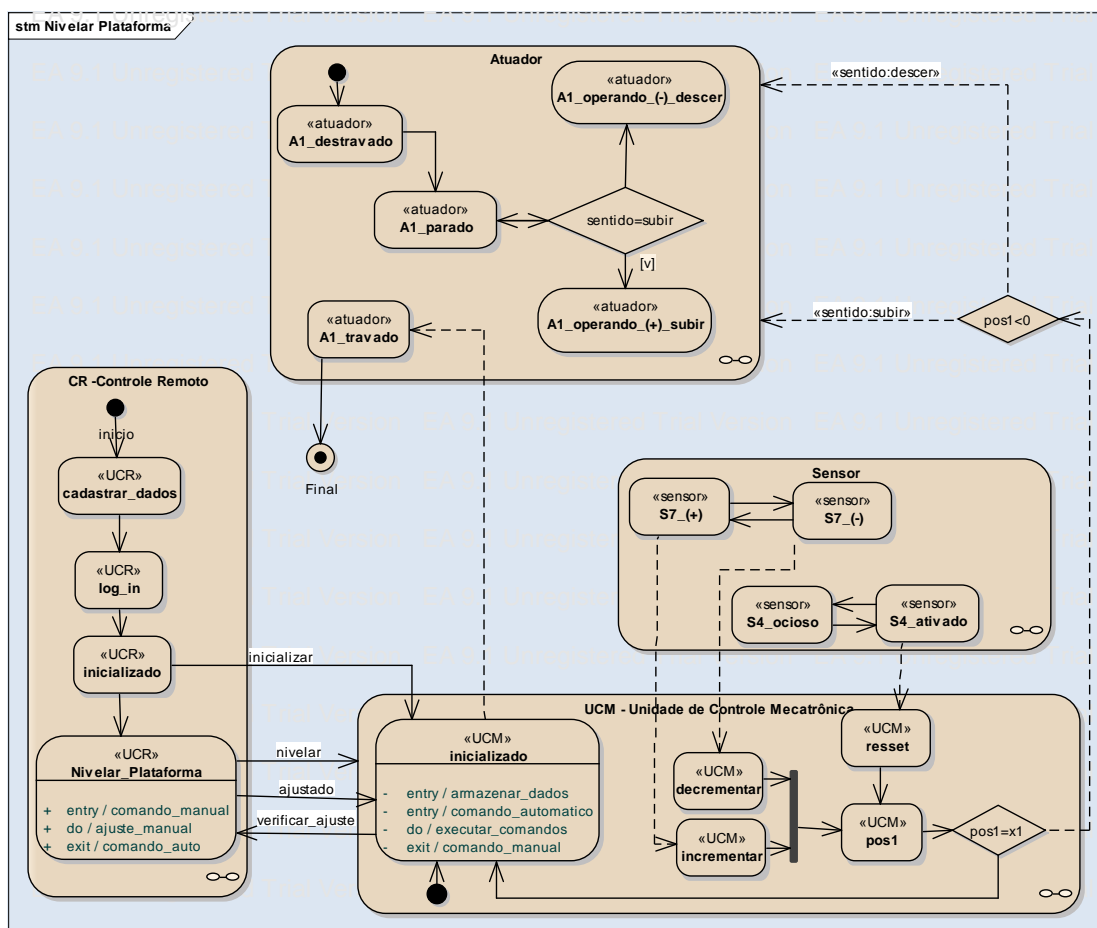 stm Nivelar Plataforma
Atuador
«atuador»
A1_destravado
«atuador»
A1_operando_(-)_descer
«atuador»
A1_parado
sentido=subir
[v]
«atuador»
A1_operando_(+)_subir
«atuador»
A1_travado
Final
«sentido:descer»
«sentido:subir»
pos1<0
CR -Controle Remoto
inicio
«UCR»
cadastrar_dados
«UCR»
log_in
«UCR»
inicializado
«UCR»
Nivelar_Plataforma
+ entry / comando_manual
+ do / ajuste_manual
+ exit / comando_auto
inicializar
nivelar
ajustado
verificar_ajuste
Sensor
«sensor»
S7_(+)
«sensor»
S7_(-)
«sensor»
S4_ocioso
«sensor»
S4_ativado
UCM - Unidade de Controle Mecatrônica
«UCM»
inicializado
- entry / armazenar_dados
- entry / comando_automatico
- do / executar_comandos
- exit / comando_manual
«UCM»
decrementar
«UCM»
incrementar
«UCM»
resset
«UCM»
pos1
pos1=x1